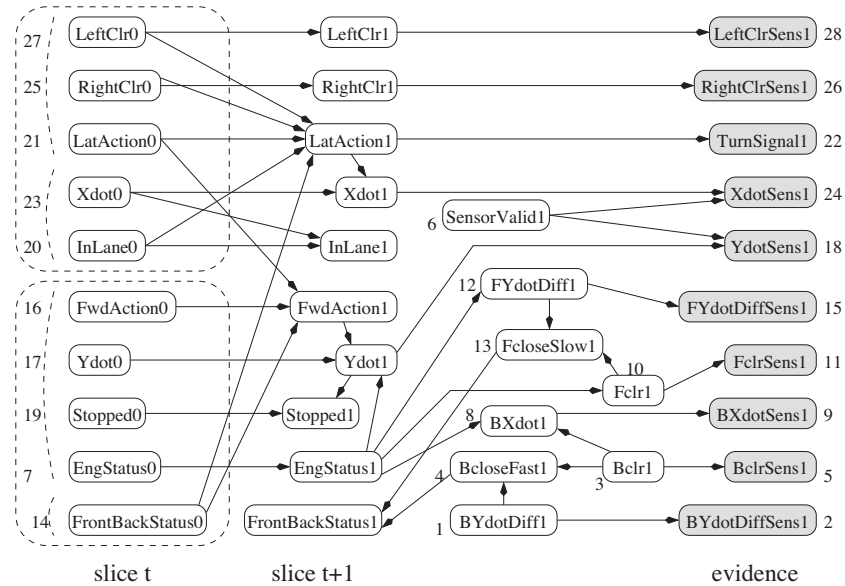 27 LeftClr0 LeftClr1 LeftClrSens1 28
25 RightClr0 RightClr1 RightClrSens1 26
21 LatAction0 LatAction1 TurnSignal1 22
23 Xdot0 Xdot1 XdotSens1 24
6 SensorValid1
20 InLane0 InLane1 YdotSens1 18
12 FYdotDiff1
16 FwdAction0 FwdAction1 FYdotDiffSens1 15
13 FcloseSlow1
17 Ydot0 Ydot1 10 FclrSens1 11
Fclr1
19 Stopped0 Stopped1 8 BXdot1 BXdotSens1 9
7 EngStatus0 EngStatus1 4 BcloseFast1 3 Bclr1 BclrSens1 5
14 FrontBackStatus0 FrontBackStatus1 1 BYdotDiff1 BYdotDiffSens1 2
slice t slice t+1 evidence